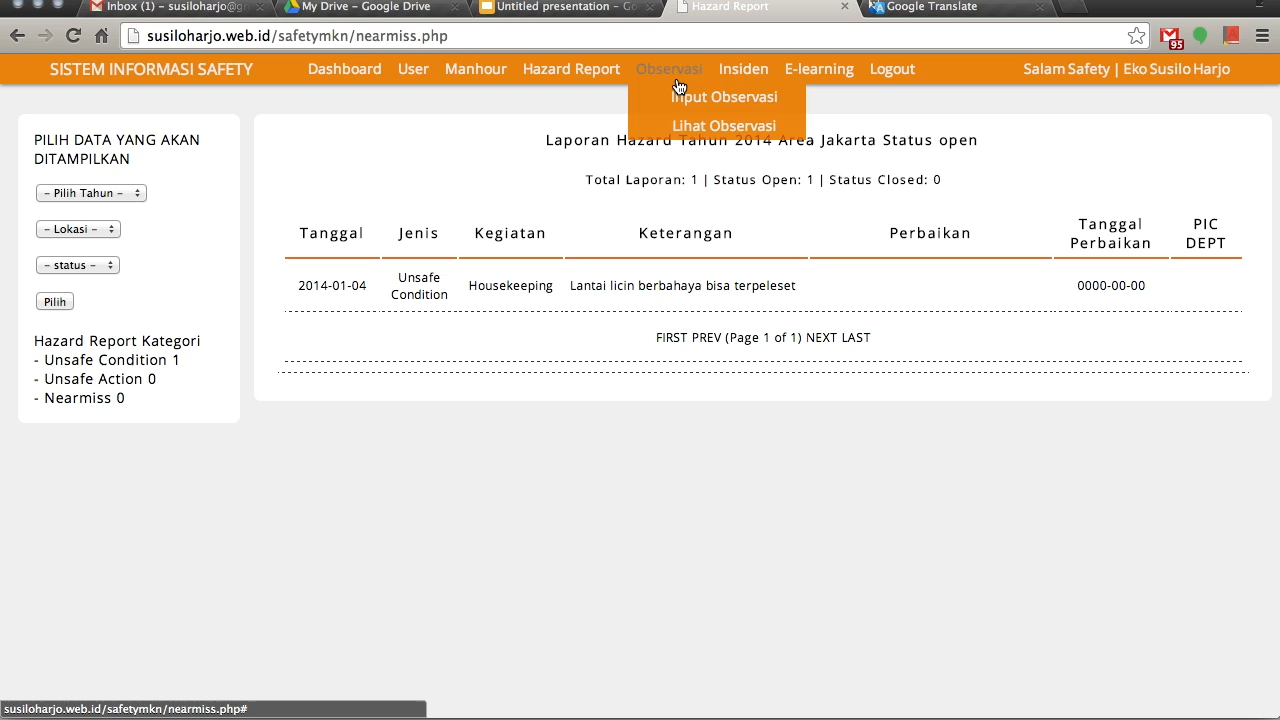 Inbox (1) – susiloharjo@g
My Drive – Google Drive
Untitled presentation – Go
Hazard Report
Google Translate
susiloharjo.web.id/safetymkn/nearmiss.php
95
SISTEM INFORMASI SAFETY
Dashboard User Manhour Hazard Report Observasi Insiden E-learning Logout
Salam Safety | Eko Susilo Harjo
Input Observasi
Lihat Observasi
PILIH DATA YANG AKAN
DITAMPILKAN
– Pilih Tahun –
– Lokasi –
– status –
Pilih
Hazard Report Kategori
- Unsafe Condition 1
- Unsafe Action 0
- Nearmiss 0
Laporan Hazard Tahun 2014 Area Jakarta Status open
Total Laporan: 1 | Status Open: 1 | Status Closed: 0
Tanggal Jenis Kegiatan Keterangan Perbaikan Tanggal Perbaikan PIC DEPT
2014-01-04 Unsafe Condition Housekeeping Lantai licin berbahaya bisa terpeleset 0000-00-00
FIRST PREV (Page 1 of 1) NEXT LAST
susiloharjo.web.id/safetymkn/nearmiss.php#